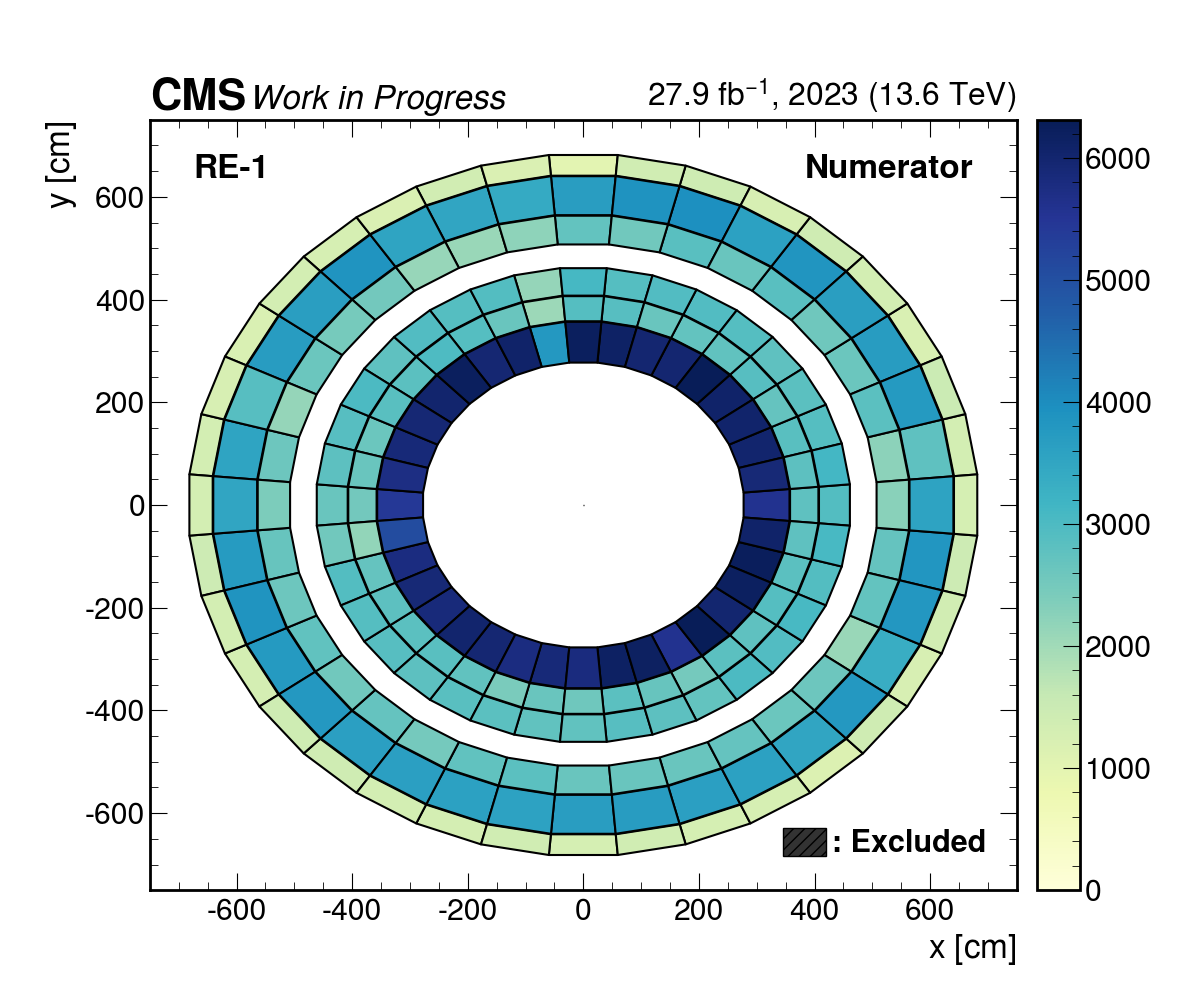 CMS Work in Progress 27.9 fb⁻¹, 2023 (13.6 TeV)
y [cm]
RE-1 Numerator
600
400
200
0
-200
-400
-600
: Excluded
-600 -400 -200 0 200 400 600
x [cm]
6000
5000
4000
3000
2000
1000
0